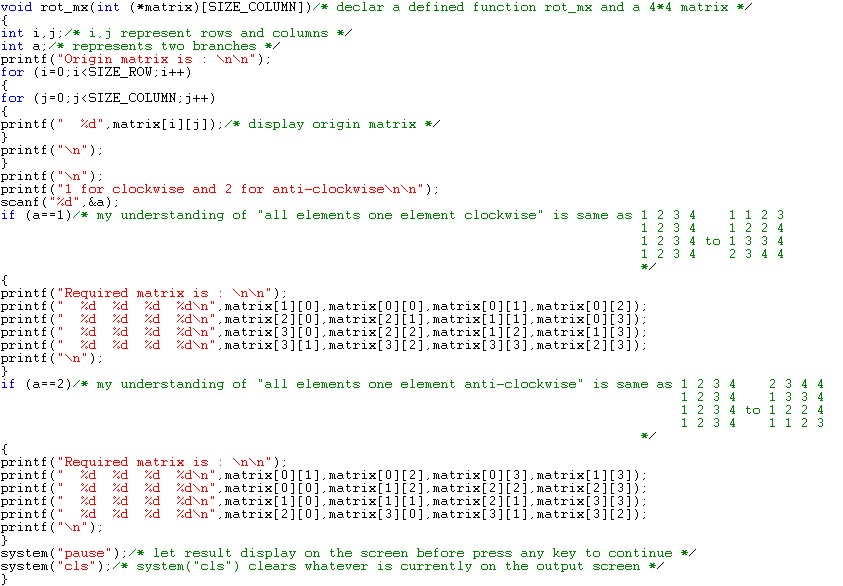 void rot_mx(int (*matrix)[SIZE_COLUMN])/* declar a defined function rot_mx and a 4*4 matrix */
{
int i,j;/* i,j represent rows and columns */
int a;/* represents two branches */
printf("Origin matrix is : \n\n");
for (i=0;i<SIZE_ROW;i++)
{
for (j=0;j<SIZE_COLUMN;j++)
{
printf("  %d",matrix[i][j]);/* display origin matrix */
}
printf("\n");
}
printf("\n");
printf("1 for clockwise and 2 for anti-clockwise\n\n");
scanf("%d",&a);
if (a==1)/* my understanding of "all elements one element clockwise" is same as 1 2 3 4    1 1 2 3
1 2 3 4    1 2 2 4
1 2 3 4 to 1 3 3 4
1 2 3 4    2 3 4 4
*/
{
printf("Required matrix is : \n\n");
printf("  %d  %d  %d  %d\n",matrix[1][0],matrix[0][0],matrix[0][1],matrix[0][2]);
printf("  %d  %d  %d  %d\n",matrix[2][0],matrix[2][1],matrix[1][1],matrix[0][3]);
printf("  %d  %d  %d  %d\n",matrix[3][0],matrix[2][2],matrix[1][2],matrix[1][3]);
printf("  %d  %d  %d  %d\n",matrix[3][1],matrix[3][2],matrix[3][3],matrix[2][3]);
printf("\n");
}
if (a==2)/* my understanding of "all elements one element anti-clockwise" is same as 1 2 3 4    2 3 4 4
1 2 3 4    1 3 3 4
1 2 3 4 to 1 2 2 4
1 2 3 4    1 1 2 3
*/
{
printf("Required matrix is : \n\n");
printf("  %d  %d  %d  %d\n",matrix[0][1],matrix[0][2],matrix[0][3],matrix[1][3]);
printf("  %d  %d  %d  %d\n",matrix[0][0],matrix[1][2],matrix[2][2],matrix[2][3]);
printf("  %d  %d  %d  %d\n",matrix[1][0],matrix[1][1],matrix[2][1],matrix[3][3]);
printf("  %d  %d  %d  %d\n",matrix[2][0],matrix[3][0],matrix[3][1],matrix[3][2]);
printf("\n");
}
system("pause");/* let result display on the screen before press any key to continue */
system("cls");/* system("cls") clears whatever is currently on the output screen */
}